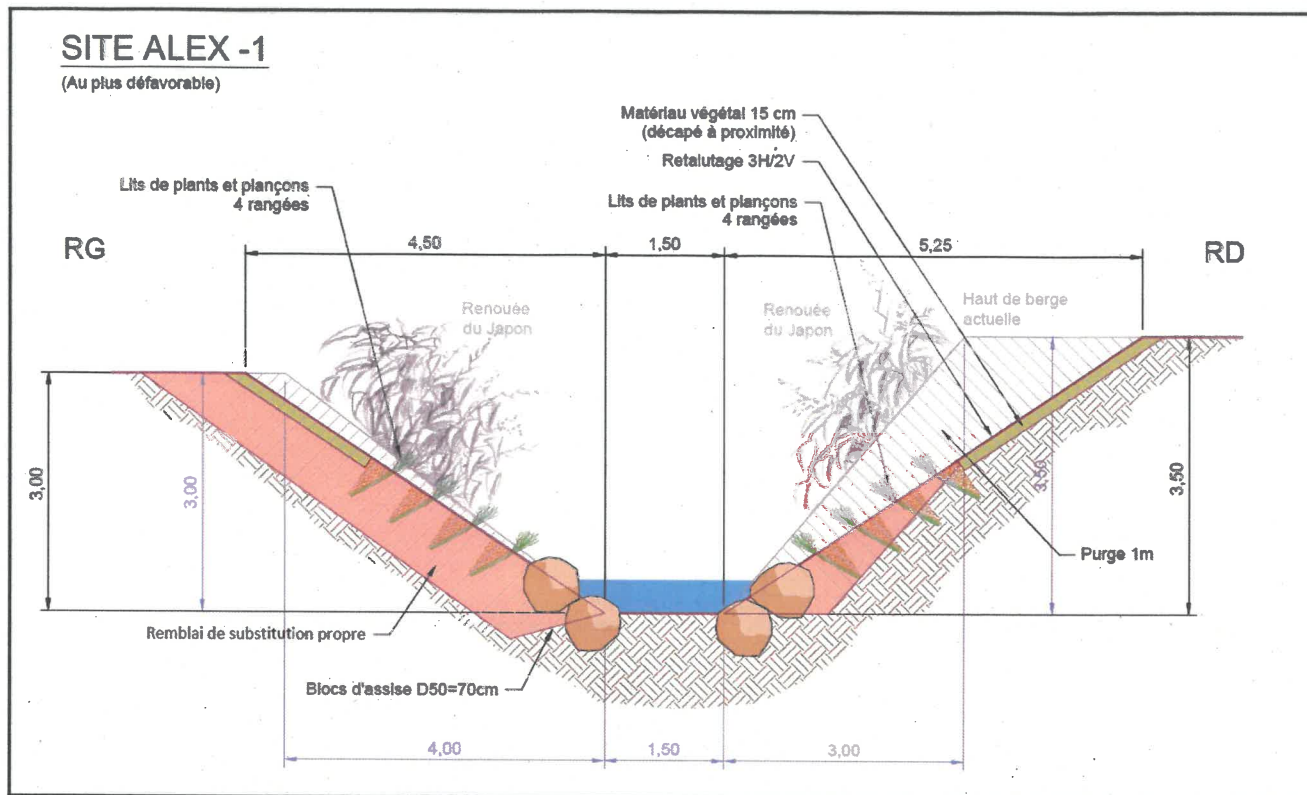 SITE ALEX -1
(Au plus défavorable)
Matériau végétal 15 cm
(décapé à proximité)
Retalutage 3H/2V
Lits de plants et plançons
4 rangées
Lits de plants et plançons
4 rangées
RG
4,50
1,50
5,25
RD
Renouée
du Japon
Renouée
du Japon
Haut de berge
actuelle
3,00
3,00
3,50
3,50
Purge 1m
Remblai de substitution propre
Blocs d'assise D50=70cm
4,00
1,50
3,00